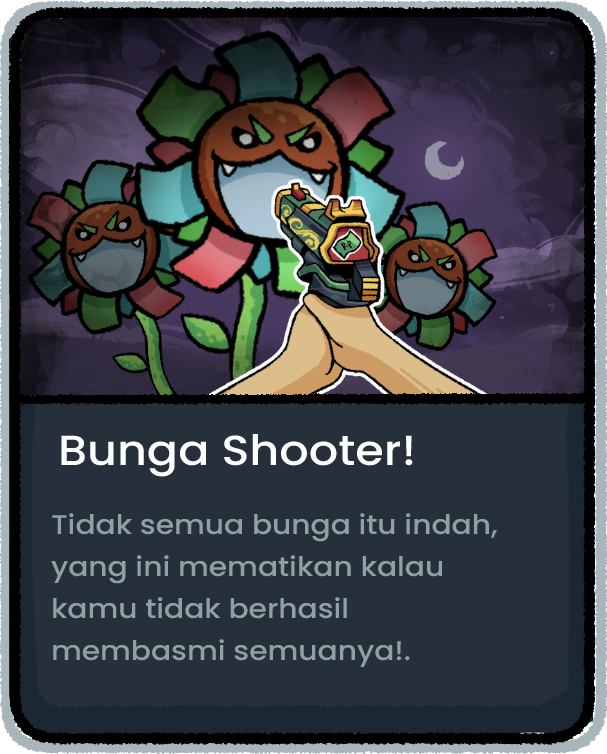 Bunga Shooter!
Tidak semua bunga itu indah,
yang ini mematikan kalau
kamu tidak berhasil
membasmi semuanya!.